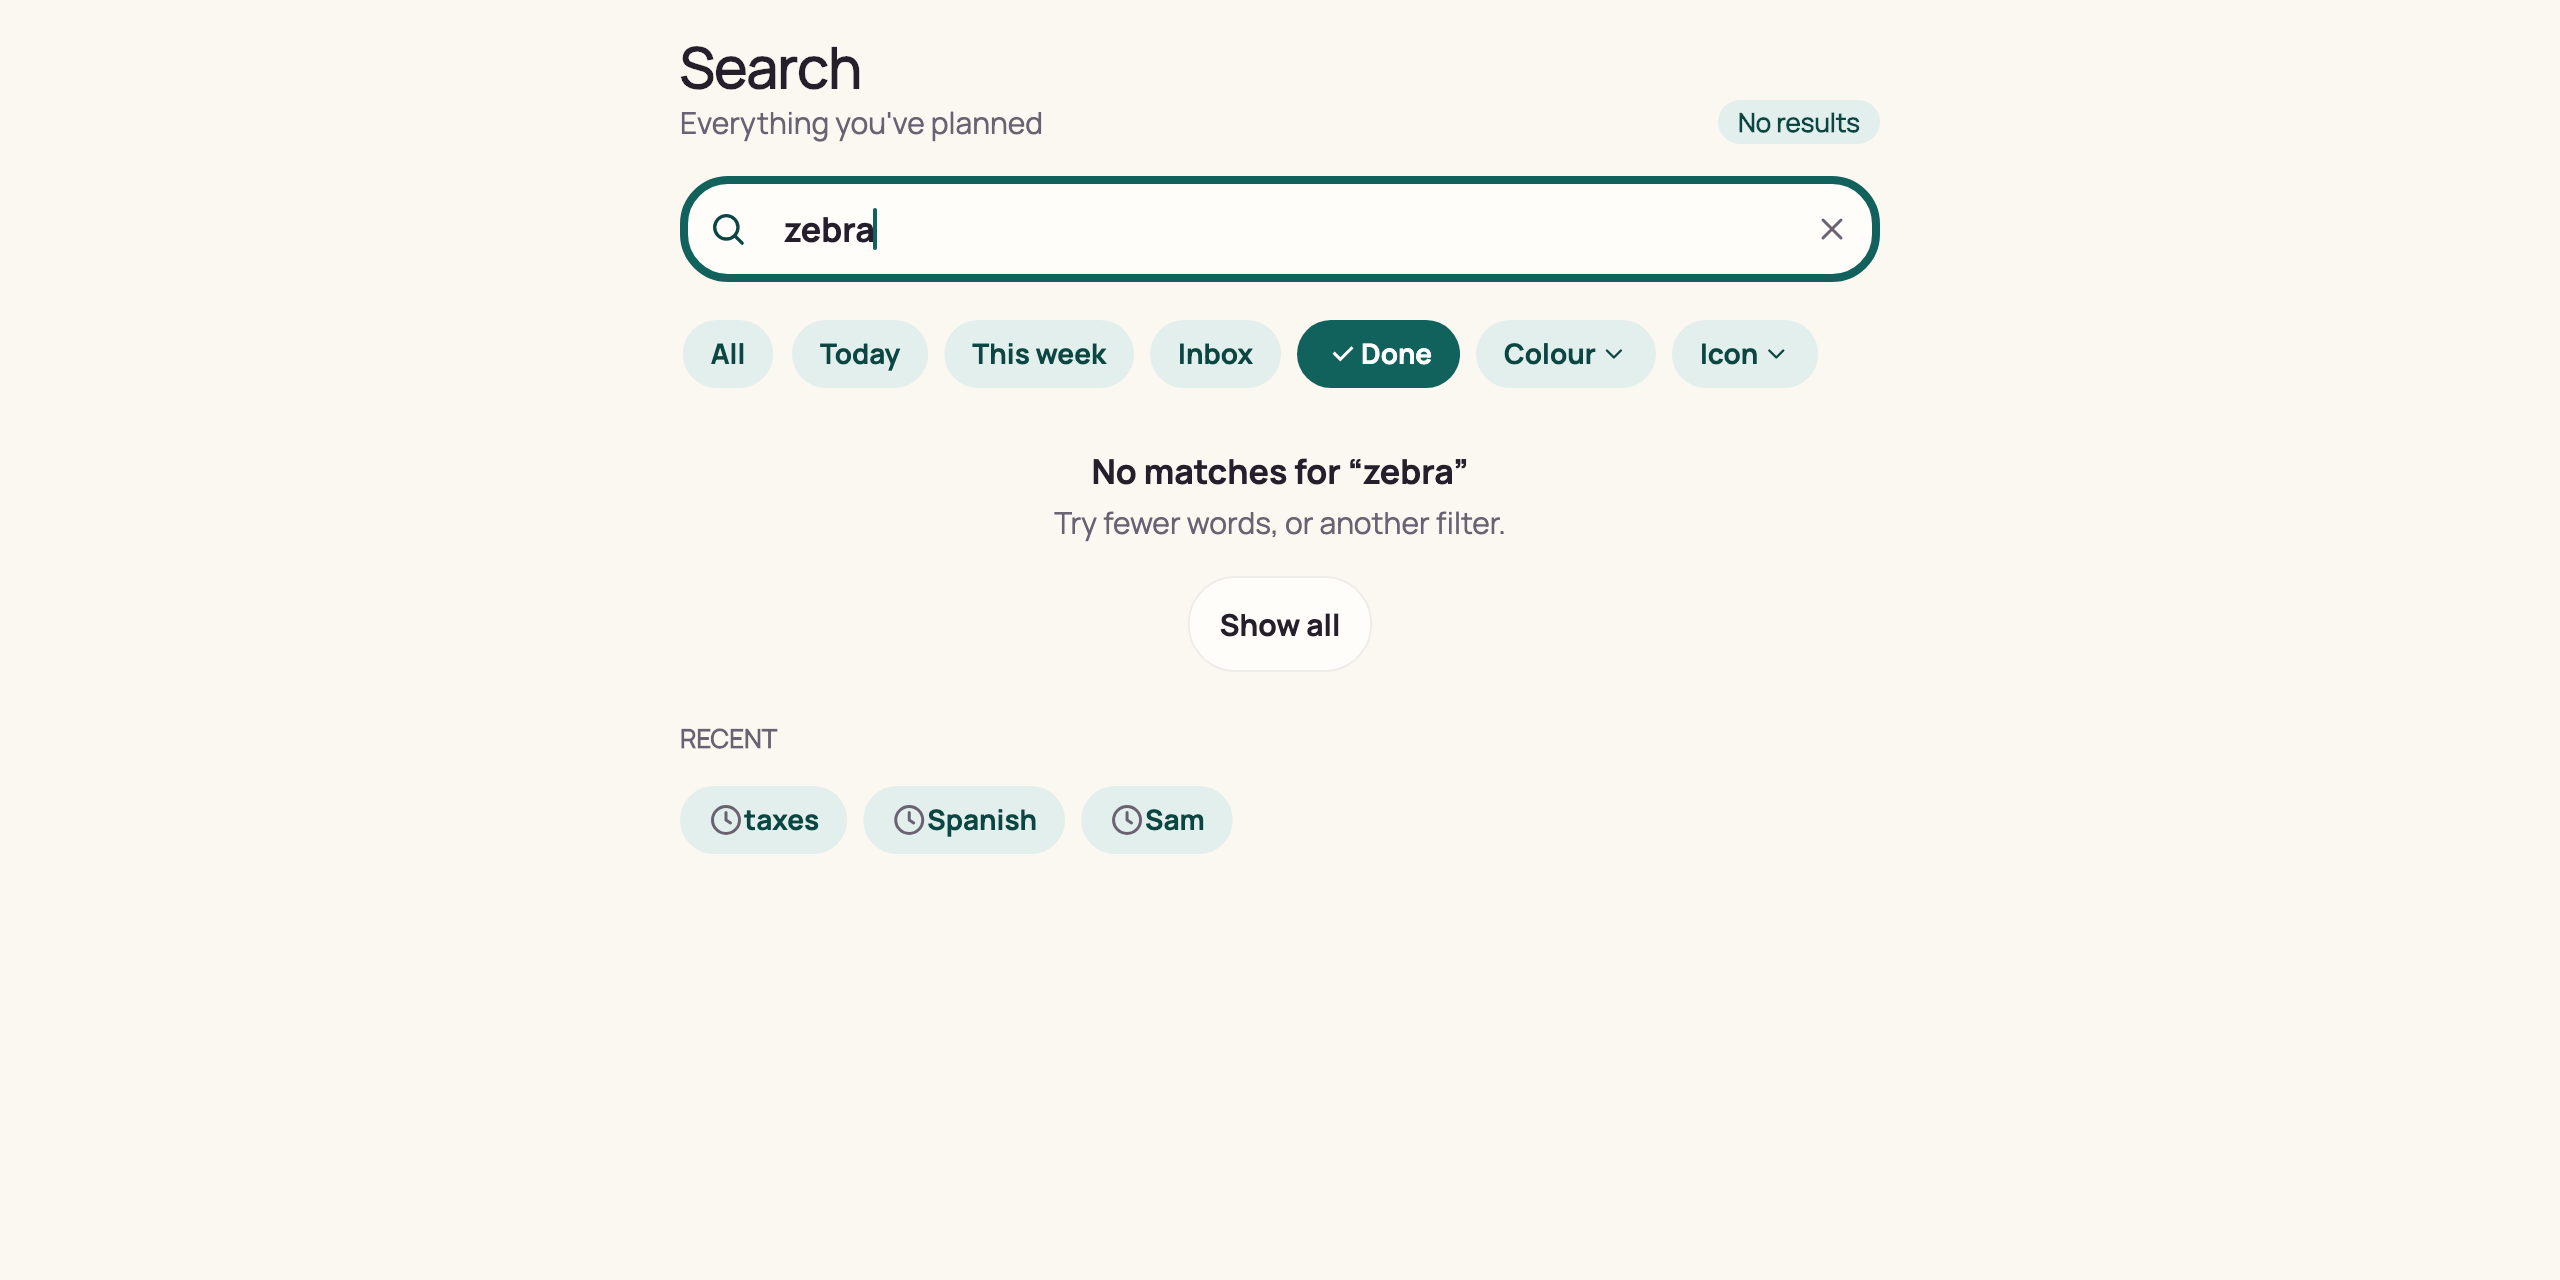 Search
Everything you've planned
No results
zebra
All Today This week Inbox Done Colour Icon
No matches for “zebra”
Try fewer words, or another filter.
Show all
RECENT
taxes Spanish Sam